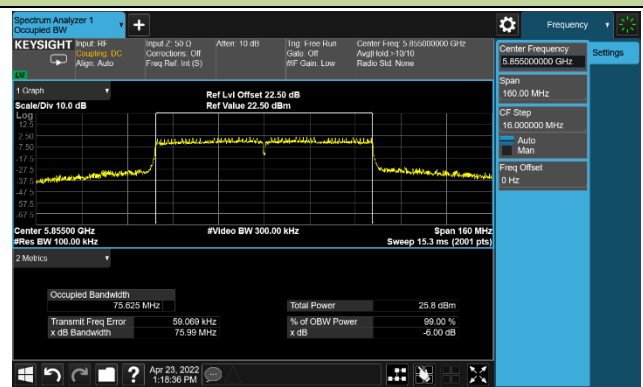 Spectrum Analyzer 1
Occupied BW
Frequency
KEYSIGHT
Input: RF
Coupling: DC
Align: Auto
Input Z: 50 Ω
Corrections: Off
Freq Ref: Int (S)
Atten: 10 dB
Trig: Free Run
Gate: Off
#IF Gain: Low
Center Freq: 5.855000000 GHz
Avg|Hold:>10/10
Radio Std: None
Center Frequency
5.855000000 GHz
Settings
Span
160.00 MHz
CF Step
16.000000 MHz
Auto
Man
Freq Offset
0 Hz
1 Graph
Scale/Div 10.0 dB
Ref Lvl Offset 22.50 dB
Ref Value 22.50 dBm
Log
12.5
2.50
-7.50
-17.5
-27.5
-37.5
-47.5
-57.5
-67.5
Center 5.85500 GHz
#Res BW 100.00 kHz
#Video BW 300.00 kHz
Span 160 MHz
Sweep 15.3 ms (2001 pts)
2 Metrics
Occupied Bandwidth
75.625 MHz
Total Power 25.8 dBm
Transmit Freq Error 59.069 kHz
% of OBW Power 99.00 %
x dB Bandwidth 75.99 MHz
x dB -6.00 dB
Apr 23, 2022
1:18:36 PM